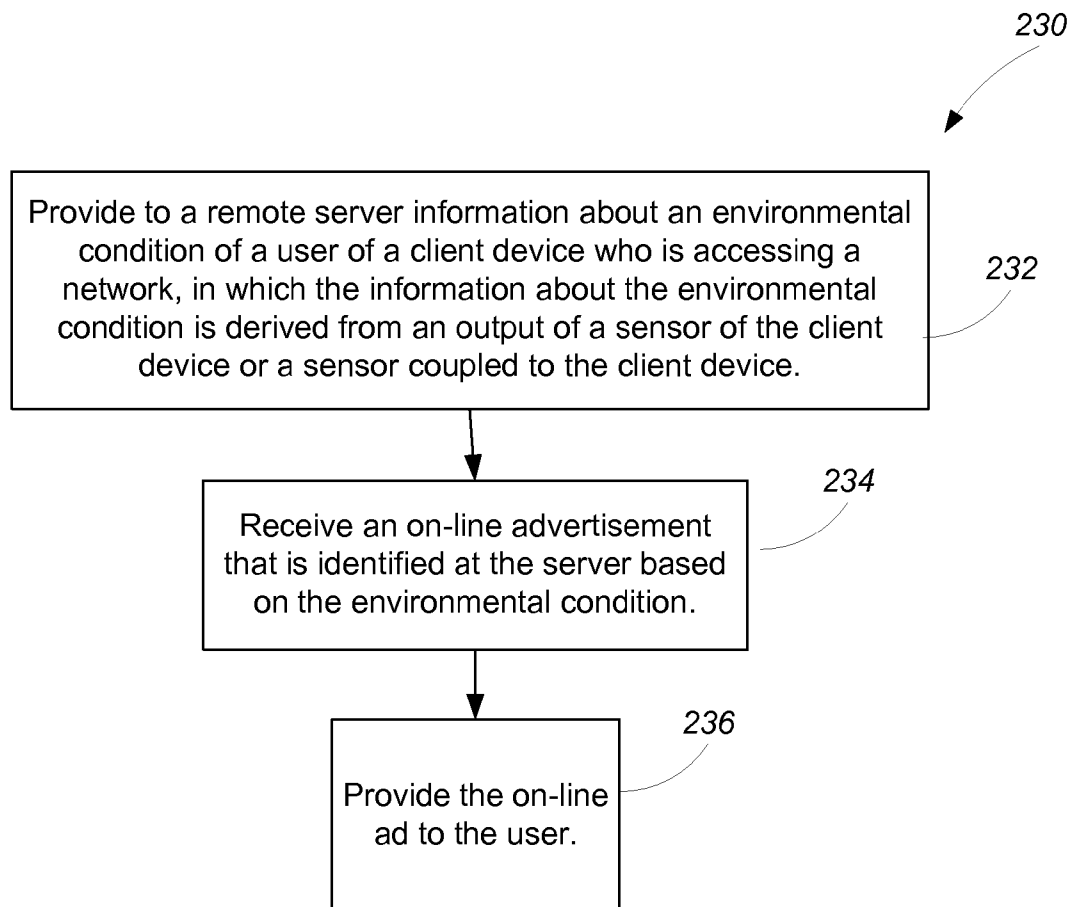 230
Provide to a remote server information about an environmental
condition of a user of a client device who is accessing a
network, in which the information about the environmental
condition is derived from an output of a sensor of the client
device or a sensor coupled to the client device.
232
234
Receive an on-line advertisement
that is identified at the server based
on the environmental condition.
236
Provide the on-line
ad to the user.